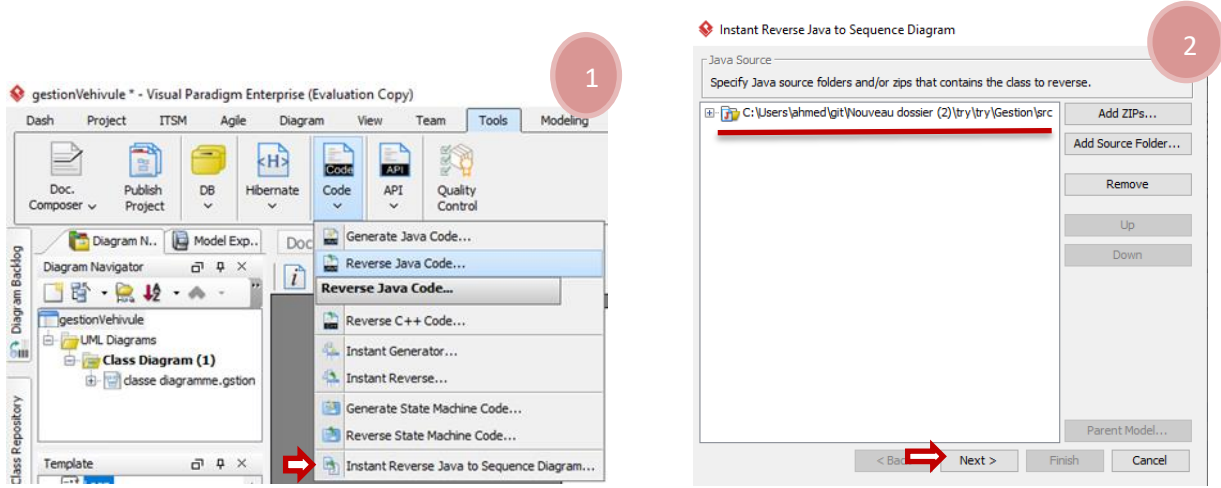 1
gestionVehivule * - Visual Paradigm Enterprise (Evaluation Copy)
Dash Project ITSM Agile Diagram View Team Tools Modeling
Doc. Composer
Publish Project
DB
Hibernate
Code
API
Quality Control
Diagram N.. Model Exp.. Doc
Diagram Navigator
gestionVehivule
UML Diagrams
Class Diagram (1)
classe diagramme.gstion
Template
Diagram Backlog
Class Repository
Generate Java Code...
Reverse Java Code...
Reverse Java Code...
Reverse C++ Code...
Instant Generator...
Instant Reverse...
Generate State Machine Code...
Reverse State Machine Code...
Instant Reverse Java to Sequence Diagram...
2
Instant Reverse Java to Sequence Diagram
Java Source
Specify Java source folders and/or zips that contains the class to reverse.
C:\Users\ahmed\git\Nouveau dossier (2)\try\try\Gestion\src
Add ZIPs...
Add Source Folder...
Remove
Up
Down
Parent Model...
< Bac Next > Finish Cancel